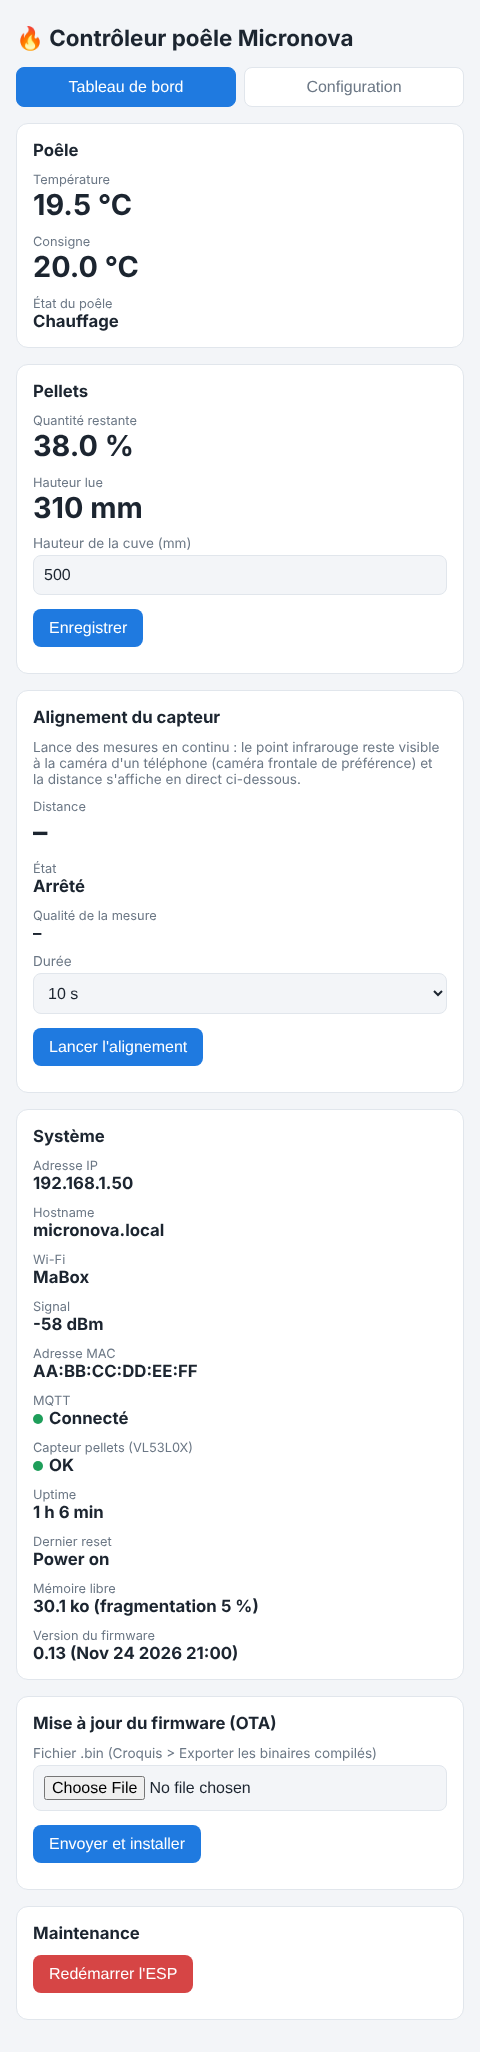 🔥 Contrôleur poêle Micronova
Tableau de bord
Configuration
Poêle
Température
19.5 °C
Consigne
20.0 °C
État du poêle
Chauffage
Pellets
Quantité restante
38.0 %
Hauteur lue
310 mm
Hauteur de la cuve (mm)
500
Enregistrer
Alignement du capteur
Lance des mesures en continu : le point infrarouge reste visible
à la caméra d'un téléphone (caméra frontale de préférence) et
la distance s'affiche en direct ci-dessous.
Distance
–
État
Arrêté
Qualité de la mesure
–
Durée
10 s
Lancer l'alignement
Système
Adresse IP
192.168.1.50
Hostname
micronova.local
Wi-Fi
MaBox
Signal
-58 dBm
Adresse MAC
AA:BB:CC:DD:EE:FF
MQTT
Connecté
Capteur pellets (VL53L0X)
OK
Uptime
1 h 6 min
Dernier reset
Power on
Mémoire libre
30.1 ko (fragmentation 5 %)
Version du firmware
0.13 (Nov 24 2026 21:00)
Mise à jour du firmware (OTA)
Fichier .bin (Croquis > Exporter les binaires compilés)
Choose File No file chosen
Envoyer et installer
Maintenance
Redémarrer l'ESP